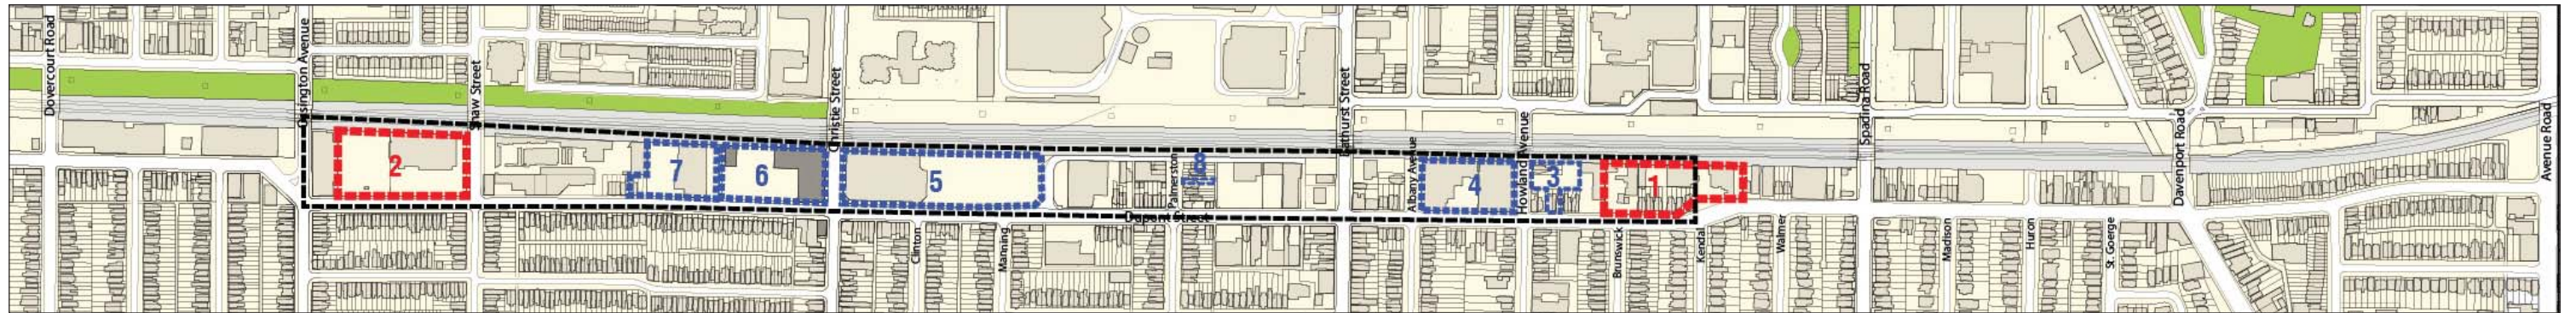 Dovercourt Road
Ossington Avenue
Shaw Street
Christie Street
Bathurst Street
Albany Avenue
Howland Avenue
Spadina Road
Davenport Road
Avenue Road
2
7
6
5
Palmerston
8
4
3
1
Dupont Street
Clinton
Manning
Brunswick
Kendal
Walmer
Madison
Huron
St. Goerge